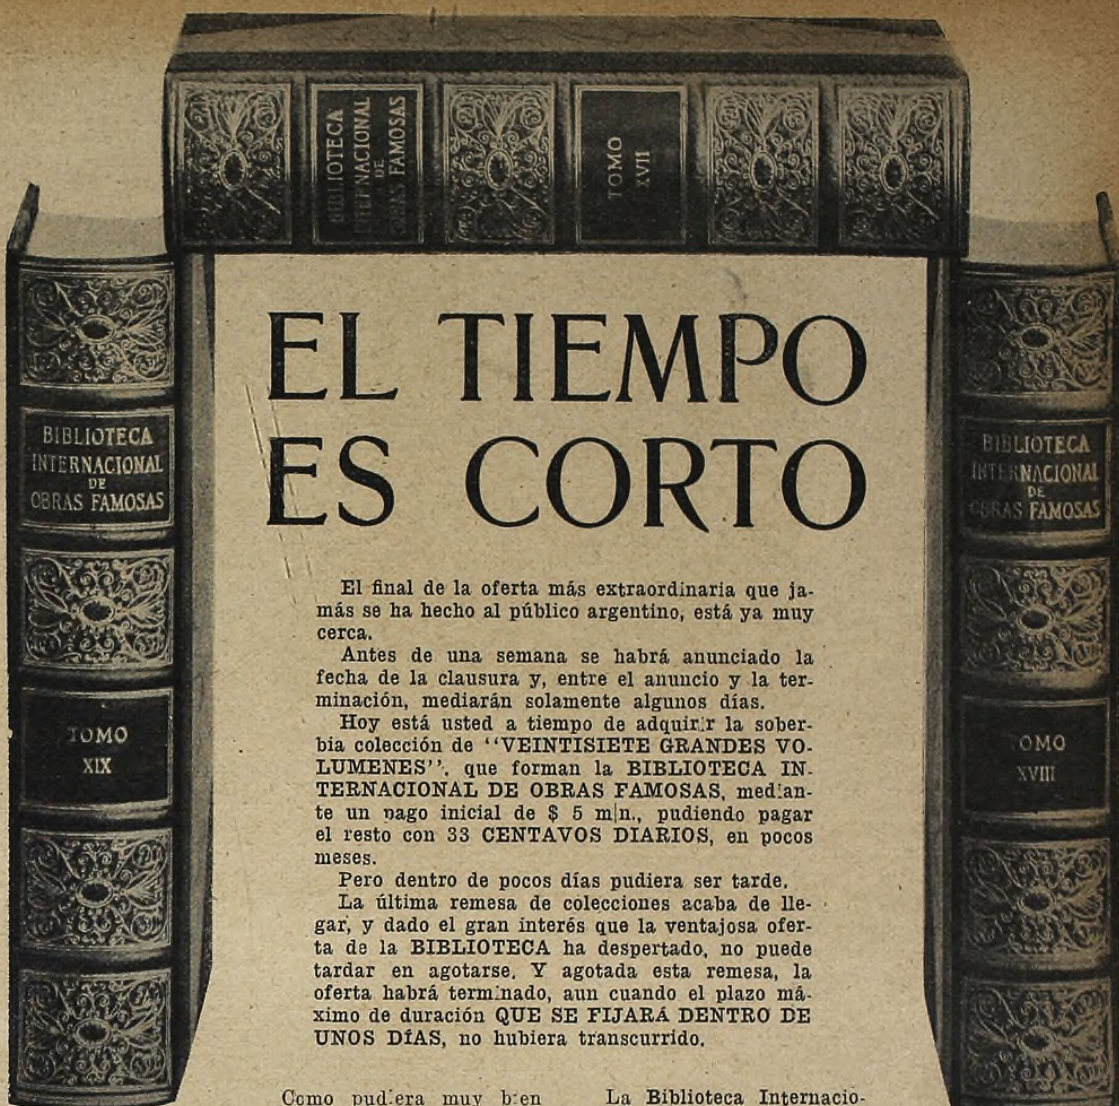 BIBLIOTECA
INTERNACIONAL
DE
OBRAS FAMOSAS
TOMO
XVII
BIBLIOTECA
INTERNACIONAL
DE
OBRAS FAMOSAS
TOMO
XIX
EL TIEMPO
ES CORTO
El final de la oferta más extraordinaria que ja-
más se ha hecho al público argentino, está ya muy
cerca.
Antes de una semana se habrá anunciado la
fecha de la clausura y, entre el anuncio y la ter-
minación, mediarán solamente algunos días.
Hoy está usted a tiempo de adquirir la sober-
bia colección de "VEINTISIETE GRANDES VO-
LUMENES", que forman la BIBLIOTECA IN-
TERNACIONAL DE OBRAS FAMOSAS, median-
te un pago inicial de $ 5 m|n., pudiendo pagar
el resto con 33 CENTAVOS DIARIOS, en pocos
meses.
Pero dentro de pocos días pudiera ser tarde.
La última remesa de colecciones acaba de lle-
gar, y dado el gran interés que la ventajosa ofer-
ta de la BIBLIOTECA ha despertado, no puede
tardar en agotarse. Y agotada esta remesa, la
oferta habrá terminado, aun cuando el plazo má-
ximo de duración QUE SE FIJARÁ DENTRO DE
UNOS DÍAS, no hubiera transcurrido.
Como pudiera muy bien
La Biblioteca Internacio-
BIBLIOTECA
INTERNACIONAL
DE
OBRAS FAMOSAS
TOMO
XVIII